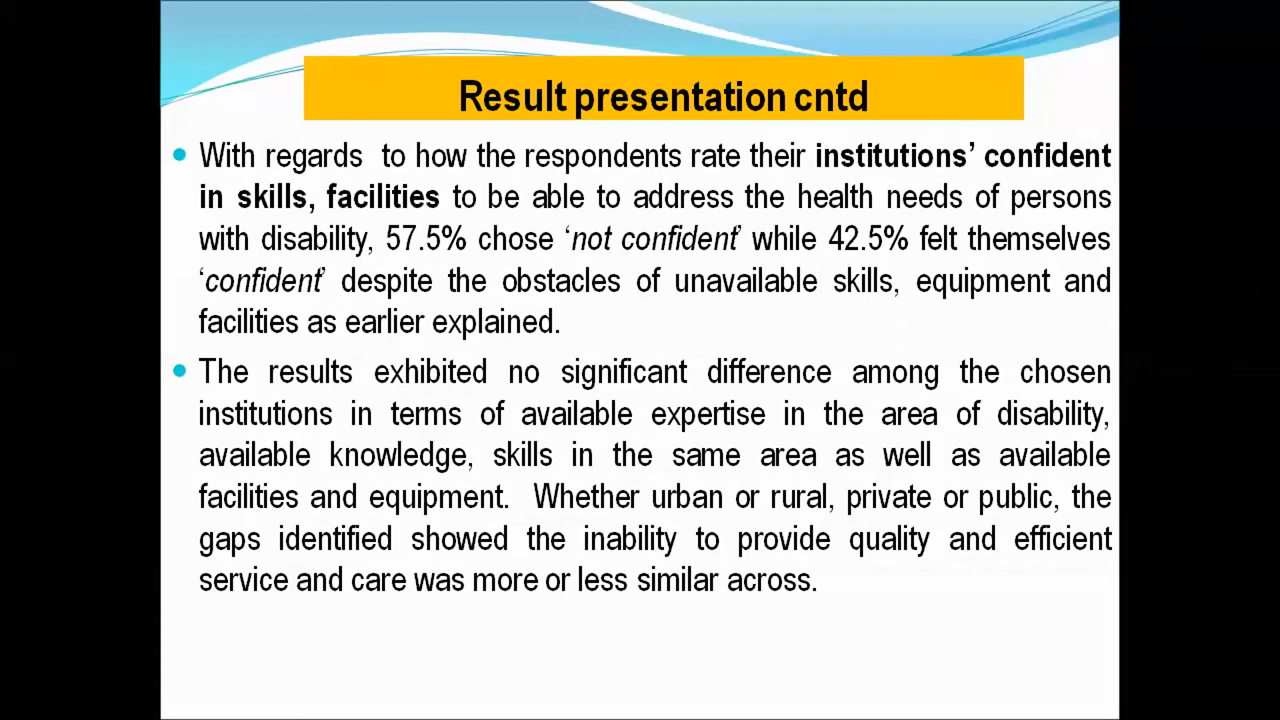 Result presentation cntd
• With regards to how the respondents rate their institutions’ confident
in skills, facilities to be able to address the health needs of persons
with disability, 57.5% chose ‘not confident’ while 42.5% felt themselves
‘confident’ despite the obstacles of unavailable skills, equipment and
facilities as earlier explained.
• The results exhibited no significant difference among the chosen
institutions in terms of available expertise in the area of disability,
available knowledge, skills in the same area as well as available
facilities and equipment. Whether urban or rural, private or public, the
gaps identified showed the inability to provide quality and efficient
service and care was more or less similar across.